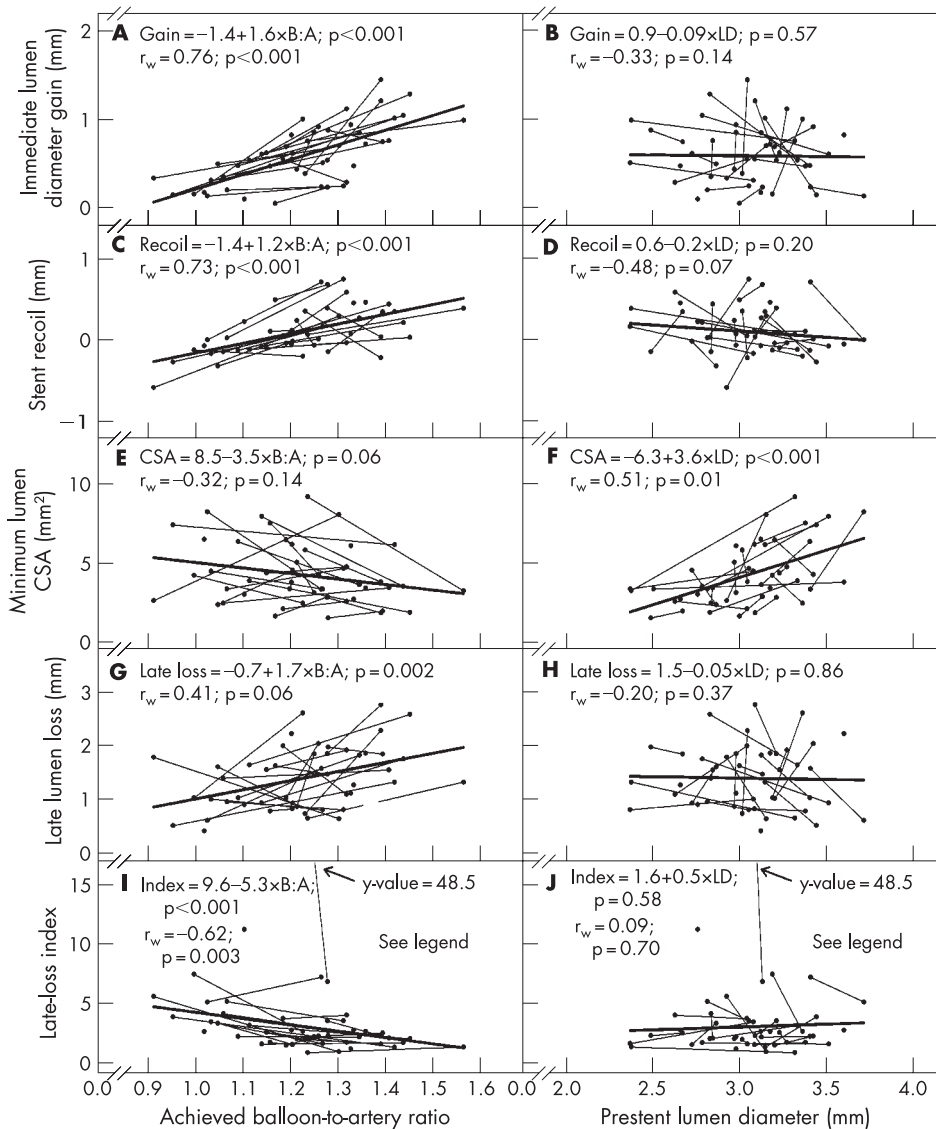 A Gain=−1.4+1.6×B:A; p<0.001
r_w=0.76; p<0.001
B Gain=0.9−0.09×LD; p=0.57
r_w=−0.33; p=0.14
Immediate lumen
diameter gain (mm)
2
1
0
C Recoil=−1.4+1.2×B:A; p<0.001
r_w=0.73; p<0.001
D Recoil=0.6−0.2×LD; p=0.20
r_w=−0.48; p=0.07
Stent recoil (mm)
1
0
−1
E CSA=8.5−3.5×B:A; p=0.06
r_w=−0.32; p=0.14
F CSA=−6.3+3.6×LD; p<0.001
r_w=0.51; p=0.01
Minimum lumen
CSA (mm²)
10
5
0
G Late loss=−0.7+1.7×B:A; p=0.002
r_w=0.41; p=0.06
H Late loss=1.5−0.05×LD; p=0.86
r_w=−0.20; p=0.37
Late lumen loss (mm)
3
2
1
0
I Index=9.6−5.3×B:A;
p<0.001
r_w=−0.62;
p=0.003
y-value=48.5
See legend
J Index=1.6+0.5×LD;
p=0.58
r_w=0.09;
p=0.70
y-value=48.5
See legend
Late-loss index
15
10
5
0
0.0 0.9 1.0 1.1 1.2 1.3 1.4 1.5 1.6
0.0 2.0 2.5 3.0 3.5 4.0
Achieved balloon-to-artery ratio
Prestent lumen diameter (mm)